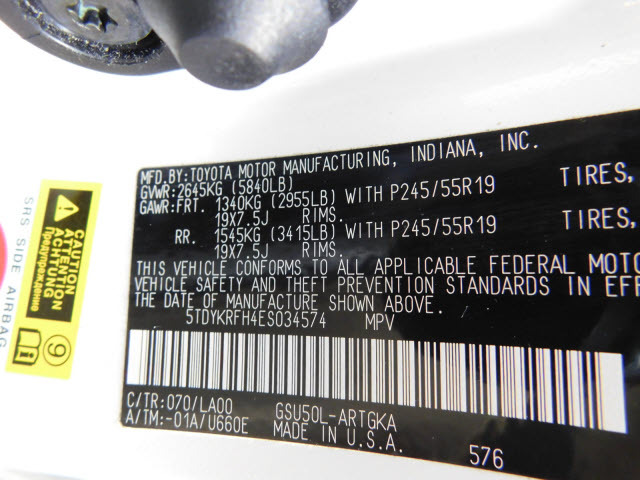 MFD.BY:TOYOTA MOTOR MANUFACTURING, INDIANA, INC.
GVWR:2645KG (5840LB)
GAWR:FRT. 1340KG (2955LB) WITH P245/55R19 TIRES,
19X7.5J RIMS.
RR. 1545KG (3415LB) WITH P245/55R19 TIRES,
19X7.5J RIMS.
THIS VEHICLE CONFORMS TO ALL APPLICABLE FEDERAL MOTO
VEHICLE SAFETY AND THEFT PREVENTION STANDARDS IN EFF
THE DATE OF MANUFACTURE SHOWN ABOVE.
5TDYKRFH4ES034574 MPV
C/TR:070/LA00 GSU50L-ARTGKA
A/TM:-01A/U660E MADE IN U.S.A.
576
SRS SIDE AIRBAG
CAUTION
ATTENTION
ACHTUNG
Предупреждение
9